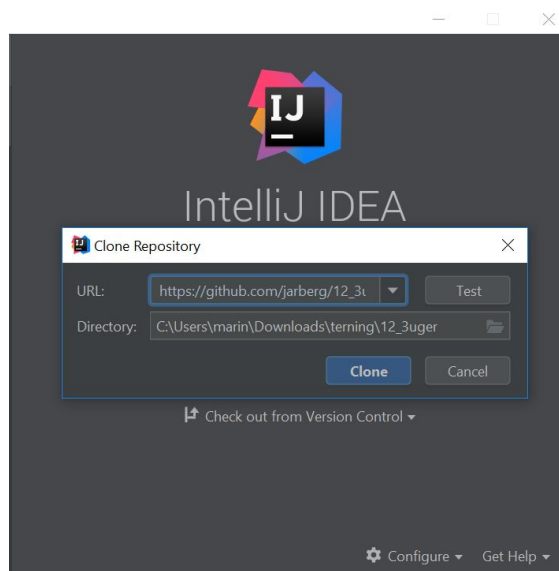 IJ
IntelliJ IDEA
Clone Repository
URL: https://github.com/jarberg/12_3u Test
Directory: C:\Users\marin\Downloads\terning\12_3uger
Clone Cancel
Check out from Version Control
Configure Get Help